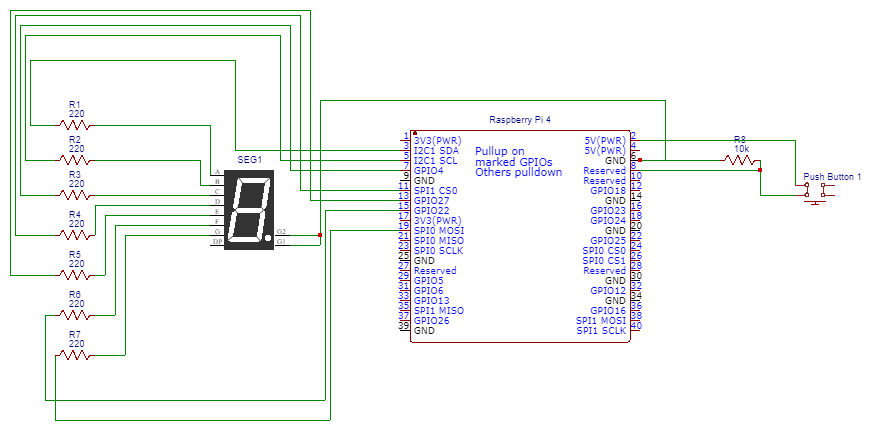 R1
220
R2
220
R3
220
R4
220
R5
220
R6
220
R7
220
SEG1
A
B
C
D
E
F
G
DP
G2
G1
Raspberry Pi 4
Pullup on
marked GPIOs
Others pulldown
1 3V3(PWR)
3 I2C1 SDA
5 I2C1 SCL
7 GPIO4
9 GND
11 SPI1 CS0
13 GPIO27
15 GPIO22
17 3V3(PWR)
19 SPI0 MOSI
21 SPI0 MISO
23 SPI0 SCLK
25 GND
27 Reserved
29 GPIO5
31 GPIO6
33 GPIO13
35 SPI1 MISO
37 GPIO26
39 GND
5V(PWR) 2
5V(PWR) 4
GND 6
Reserved 8
Reserved 10
GPIO18 12
GND 14
GPIO23 16
GPIO24 18
GND 20
GPIO25 22
SPI0 CS0 24
SPI0 CS1 26
Reserved 28
GND 30
GPIO12 32
GND 34
GPIO16 36
SPI1 MOSI 38
SPI1 SCLK 40
R8
10k
Push Button 1